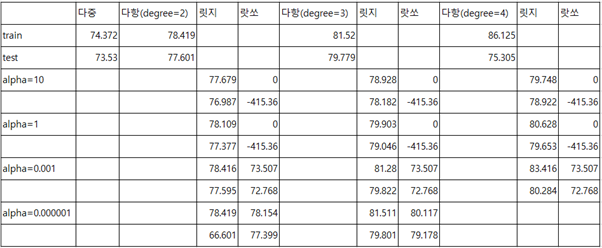 다중 다항(degree=2) 릿지 랏쏘 다항(degree=3) 릿지 랏쏘 다항(degree=4) 릿지 랏쏘
train 74.372 78.419 81.52 86.125
test 73.53 77.601 79.779 75.305
alpha=10 77.679 0 78.928 0 79.748 0
76.987 -415.36 78.182 -415.36 78.922 -415.36
alpha=1 78.109 0 79.903 0 80.628 0
77.377 -415.36 79.046 -415.36 79.653 -415.36
alpha=0.001 78.416 73.507 81.28 73.507 83.416 73.507
77.595 72.768 79.822 72.768 80.284 72.768
alpha=0.000001 78.419 78.154 81.511 80.117
66.601 77.399 79.801 79.178